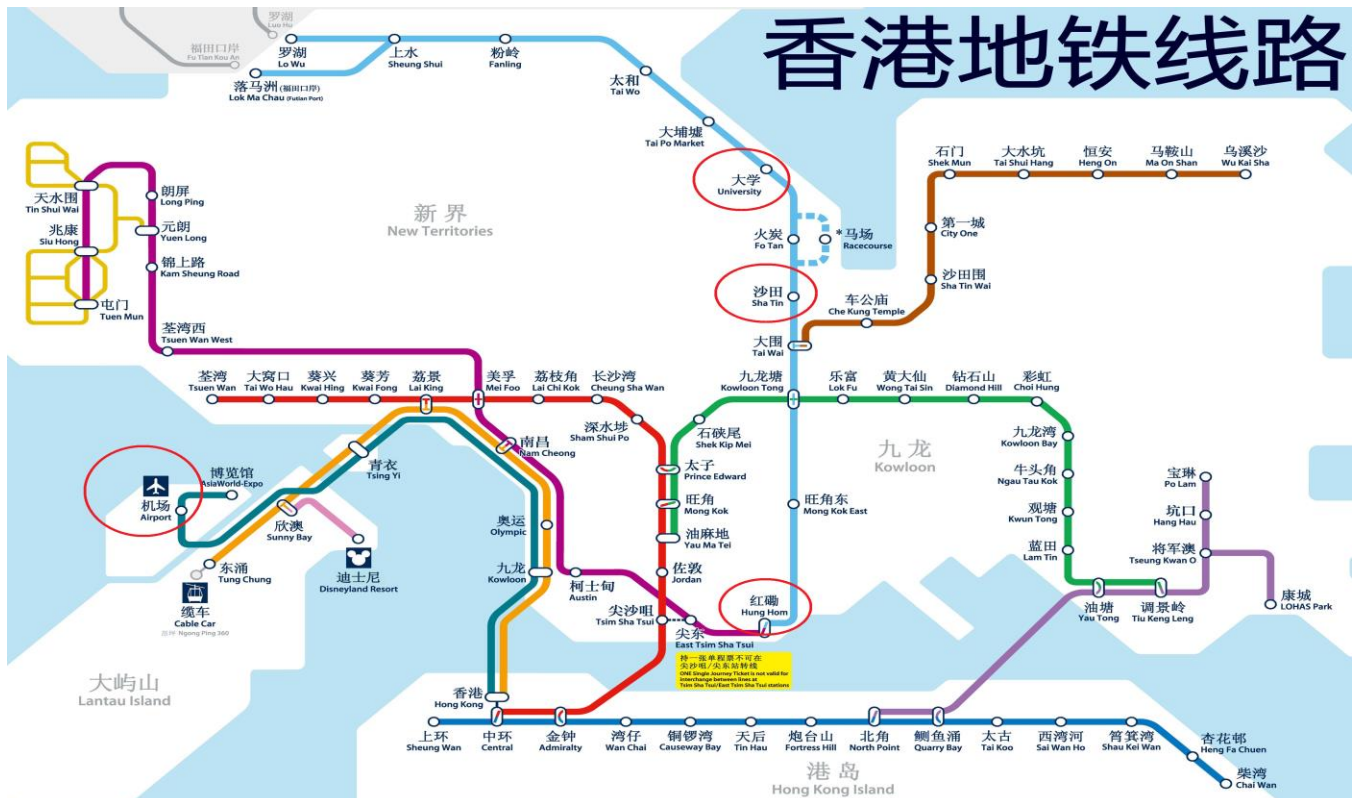 香港地铁线路
罗湖
Luo Hu
福田口岸
Fu Tian Kou An
罗湖
Lo Wu
上水
Sheung Shui
粉岭
Fanling
落马洲 (福田口岸)
Lok Ma Chau (Futian Port)
太和
Tai Wo
大埔墟
Tai Po Market
大学
University
火炭
Fo Tan
*马场
Racecourse
沙田
Sha Tin
大围
Tai Wai
车公庙
Che Kung Temple
沙田围
Sha Tin Wai
第一城
City One
石门
Shek Mun
大水坑
Tai Shui Hang
恒安
Heng On
马鞍山
Ma On Shan
乌溪沙
Wu Kai Sha
新界
New Territories
天水围
Tin Shui Wai
兆康
Siu Hong
屯门
Tuen Mun
朗屏
Long Ping
元朗
Yuen Long
锦上路
Kam Sheung Road
荃湾西
Tsuen Wan West
荃湾
Tsuen Wan
大窝口
Tai Wo Hau
葵兴
Kwai Hing
葵芳
Kwai Fong
荔景
Lai King
美孚
Mei Foo
荔枝角
Lai Chi Kok
长沙湾
Cheung Sha Wan
深水埗
Sham Shui Po
九龙塘
Kowloon Tong
乐富
Lok Fu
黄大仙
Wong Tai Sin
钻石山
Diamond Hill
彩虹
Choi Hung
石硖尾
Shek Kip Mei
太子
Prince Edward
旺角
Mong Kok
油麻地
Yau Ma Tei
佐敦
Jordan
尖沙咀
Tsim Sha Tsui
尖东
East Tsim Sha Tsui
红磡
Hung Hom
旺角东
Mong Kok East
九龙
Kowloon
九龙湾
Kowloon Bay
牛头角
Ngau Tau Kok
观塘
Kwun Tong
蓝田
Lam Tin
油塘
Yau Tong
调景岭
Tiu Keng Leng
宝琳
Po Lam
坑口
Hang Hau
将军澳
Tseung Kwan O
康城
LOHAS Park
南昌
Nam Cheong
奥运
Olympic
九龙
Kowloon
柯士甸
Austin
青衣
Tsing Yi
博览馆
AsiaWorld-Expo
机场
Airport
欣澳
Sunny Bay
东涌
Tung Chung
迪士尼
Disneyland Resort
缆车
Cable Car
昂坪 Ngong Ping 360
大屿山
Lantau Island
持一张单程票不可在
尖沙咀/尖东站转线
ONE Single Journey Ticket is not valid for
interchange between lines at
Tsim Sha Tsui/East Tsim Sha Tsui stations
香港
Hong Kong
上环
Sheung Wan
中环
Central
金钟
Admiralty
湾仔
Wan Chai
铜锣湾
Causeway Bay
天后
Tin Hau
炮台山
Fortress Hill
北角
North Point
鲗鱼涌
Quarry Bay
太古
Tai Koo
西湾河
Sai Wan Ho
筲箕湾
Shau Kei Wan
杏花邨
Heng Fa Chuen
柴湾
Chai Wan
港岛
Hong Kong Island